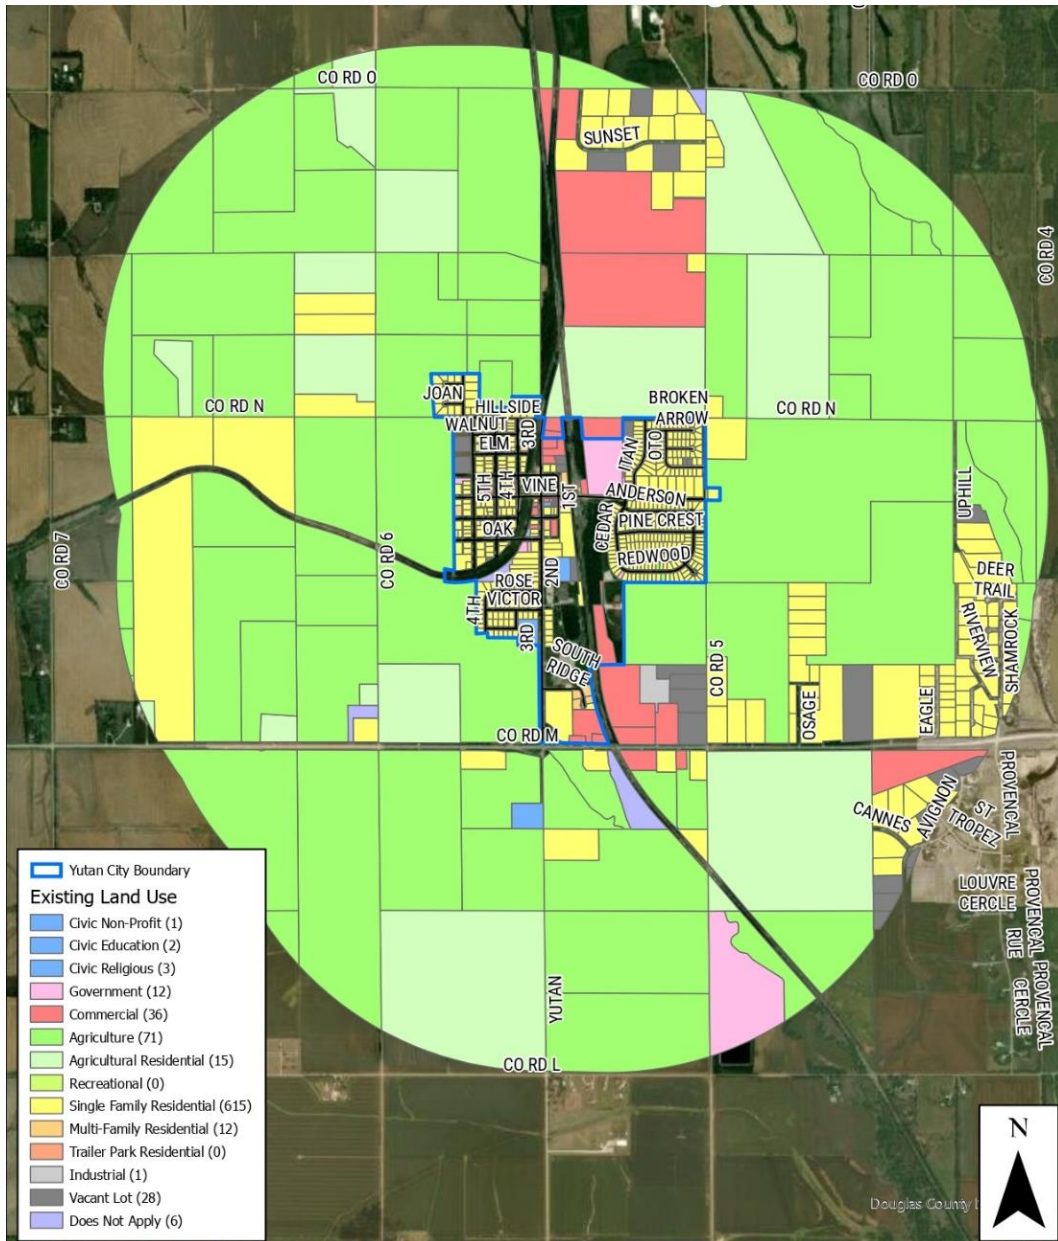 CO RD O
CO RD O
SUNSET
CO RD 4
JOAN
CO RD N
HILLSIDE
BROKEN
ARROW
CO RD N
WALNUT
ELM
3RD
ITAN
OTO
5TH
4TH
VINE
1ST
ANDERSON
UPHILL
OAK
CEDAR
PINE CREST
CO RD 7
CO RD 6
REDWOOD
2ND
ROSE
VICTOR
4TH
3RD
DEER
TRAIL
RIVERVIEW
SHAMROCK
SOUTH
RIDGE
CO RD 5
OSAGE
EAGLE
CO RD M
PROVENCAL
CANNES
AVIGNON
ST
TROPEZ
LOUVRE
CERCLE
RUE
PROVENCAL
PROVENCAL
CERCLE
YUTAN
CO RD L
Yutan City Boundary
Existing Land Use
Civic Non-Profit (1)
Civic Education (2)
Civic Religious (3)
Government (12)
Commercial (36)
Agriculture (71)
Agricultural Residential (15)
Recreational (0)
Single Family Residential (615)
Multi-Family Residential (12)
Trailer Park Residential (0)
Industrial (1)
Vacant Lot (28)
Does Not Apply (6)
N
Douglas County